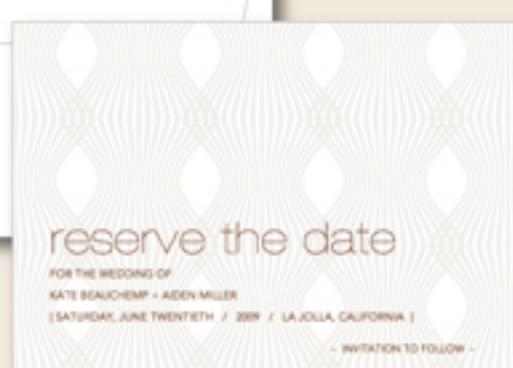 reserve the date
FOR THE WEDDING OF
KATE BEAUCHEMP + AIDEN MILLER
[ SATURDAY, JUNE TWENTIETH / 2009 / LA JOLLA, CALIFORNIA ]
- INVITATION TO FOLLOW -